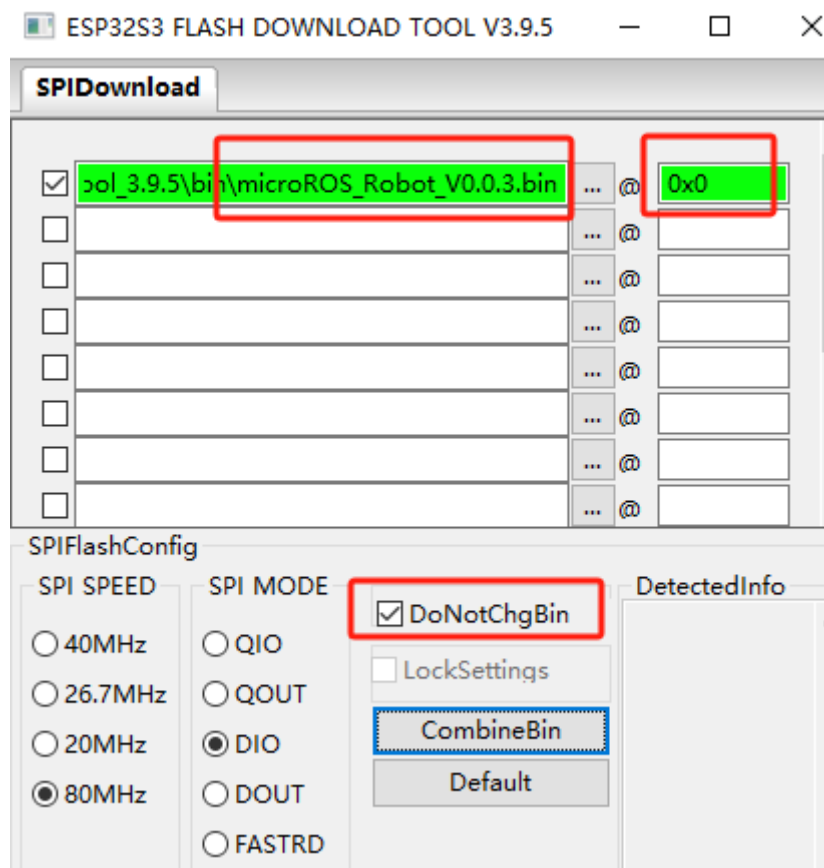 ESP32S3 FLASH DOWNLOAD TOOL V3.9.5
SPIDownload
ool_3.9.5\bin\microROS_Robot_V0.0.3.bin ... @ 0x0
... @
... @
... @
... @
... @
... @
... @
SPIFlashConfig
SPI SPEED SPI MODE DetectedInfo
DoNotChgBin
40MHz QIO
LockSettings
26.7MHz QOUT
CombineBin
20MHz DIO
Default
80MHz DOUT
FASTRD